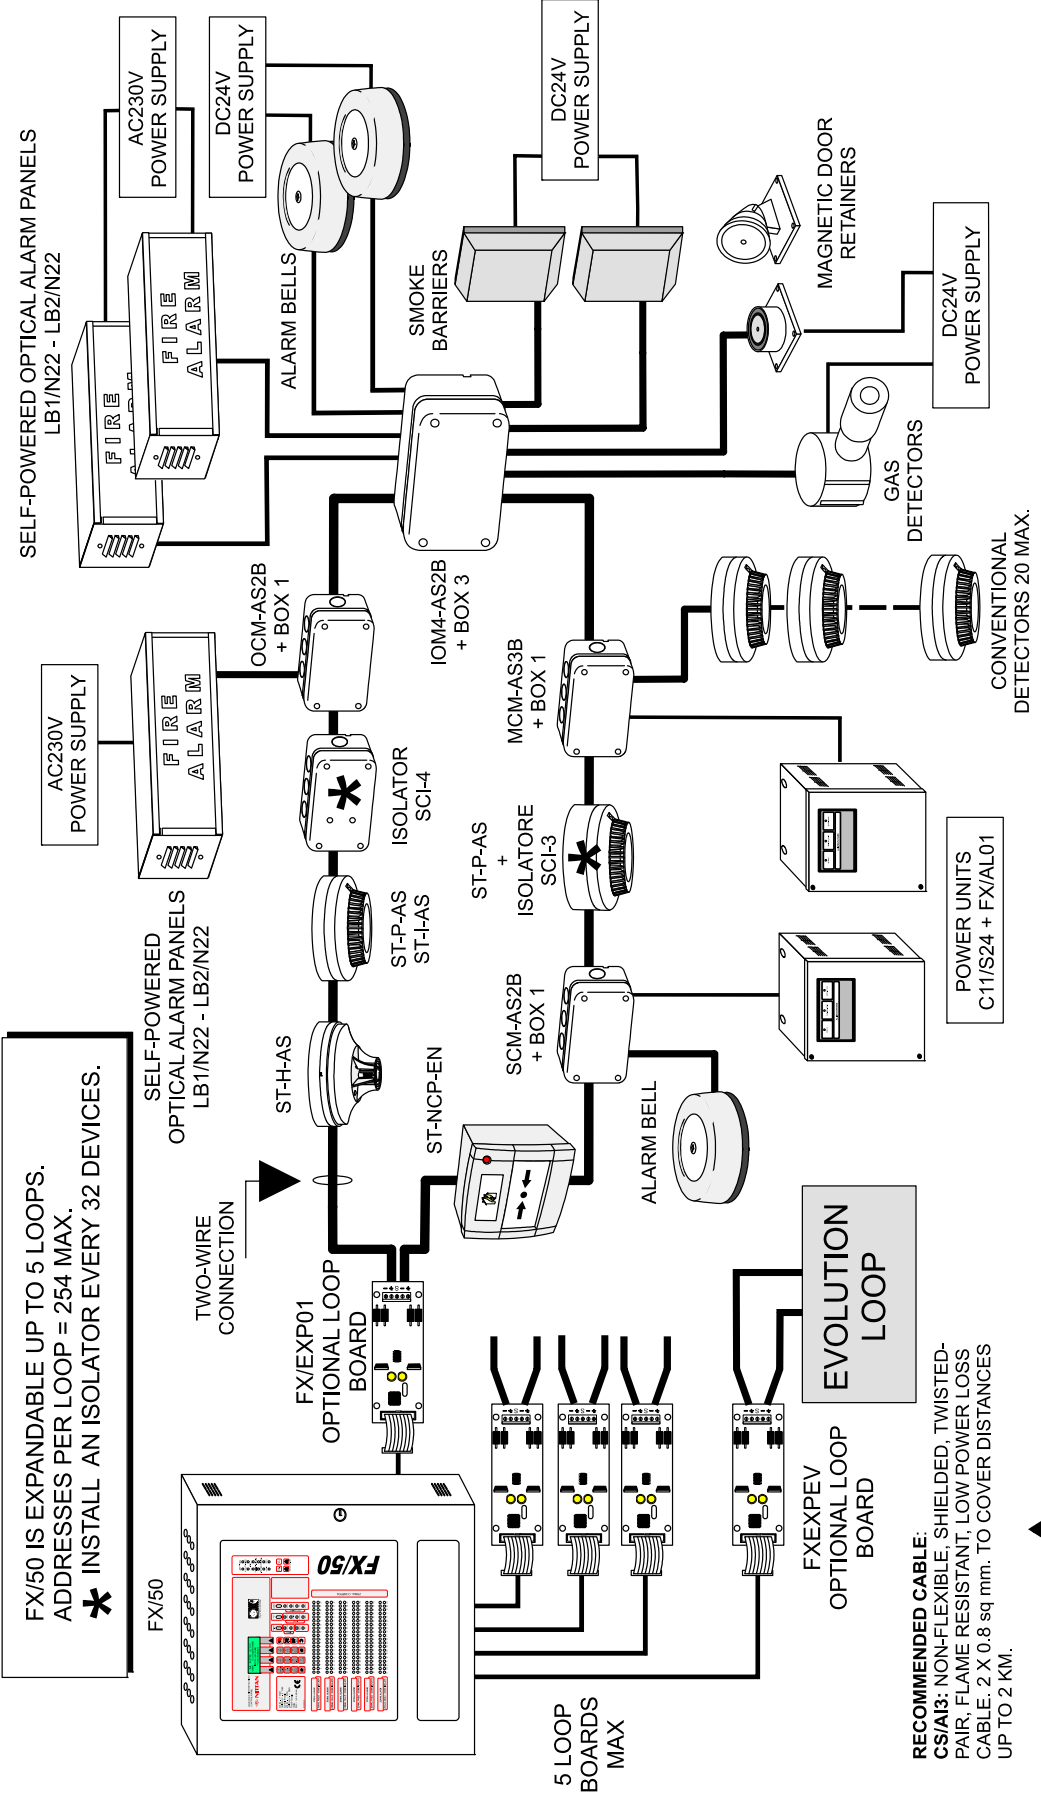 FX/50 IS EXPANDABLE UP TO 5 LOOPS.
ADDRESSES PER LOOP = 254 MAX.
* INSTALL AN ISOLATOR EVERY 32 DEVICES.
FX/50
FX/50
NITTAN
5 LOOP
BOARDS
MAX
FX/EXP01
OPTIONAL LOOP
BOARD
TWO-WIRE
CONNECTION
FXEXPEV
OPTIONAL LOOP
BOARD
EVOLUTION
LOOP
RECOMMENDED CABLE:
CS/AI3: NON-FLEXIBLE, SHIELDED, TWISTED-
PAIR, FLAME RESISTANT, LOW POWER LOSS
CABLE. 2 X 0.8 sq mm. TO COVER DISTANCES
UP TO 2 KM.
ST-H-AS
ST-P-AS
ST-I-AS
ISOLATOR
SCI-4
*
OCM-AS2B
+ BOX 1
SELF-POWERED
OPTICAL ALARM PANELS
LB1/N22 - LB2/N22
FIRE
ALARM
AC230V
POWER SUPPLY
SELF-POWERED OPTICAL ALARM PANELS
LB1/N22 - LB2/N22
FIRE
FIRE
ALARM
AC230V
POWER SUPPLY
DC24V
POWER SUPPLY
ALARM BELLS
IOM4-AS2B
+ BOX 3
SMOKE
BARRIERS
DC24V
POWER SUPPLY
MAGNETIC DOOR
RETAINERS
GAS
DETECTORS
DC24V
POWER SUPPLY
ST-NCP-EN
SCM-AS2B
+ BOX 1
ALARM BELL
ST-P-AS
+
ISOLATORE
SCI-3
*
MCM-AS3B
+ BOX 1
CONVENTIONAL
DETECTORS 20 MAX.
POWER UNITS
C11/S24 + FX/AL01